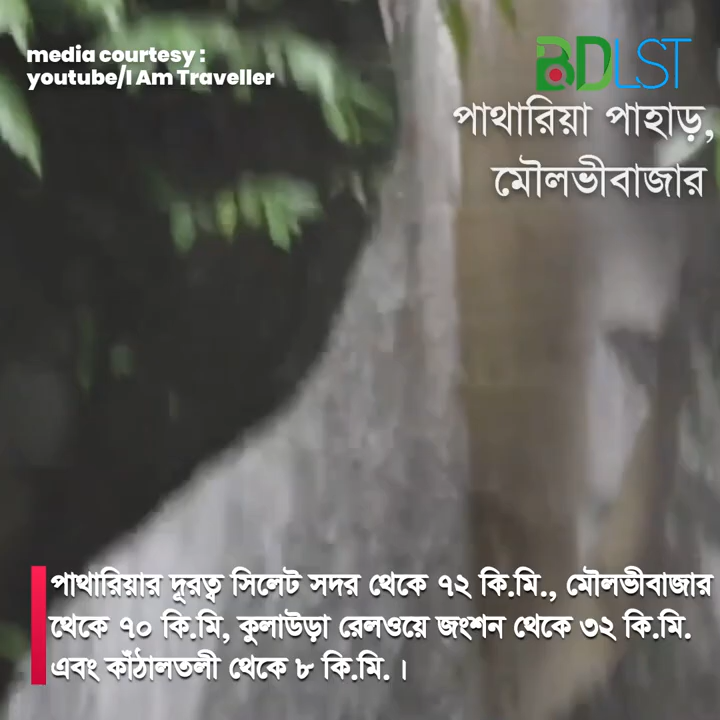 media courtesy :
youtube/I Am Traveller
BDLST
পাথারিয়া পাহাড়,
মৌলভীবাজার
পাথারিয়ার দূরত্ব সিলেট সদর থেকে ৭২ কি.মি., মৌলভীবাজার
থেকে ৭০ কি.মি, কুলাউড়া রেলওয়ে জংশন থেকে ৩২ কি.মি.
এবং কাঁঠালতলী থেকে ৮ কি.মি. ।